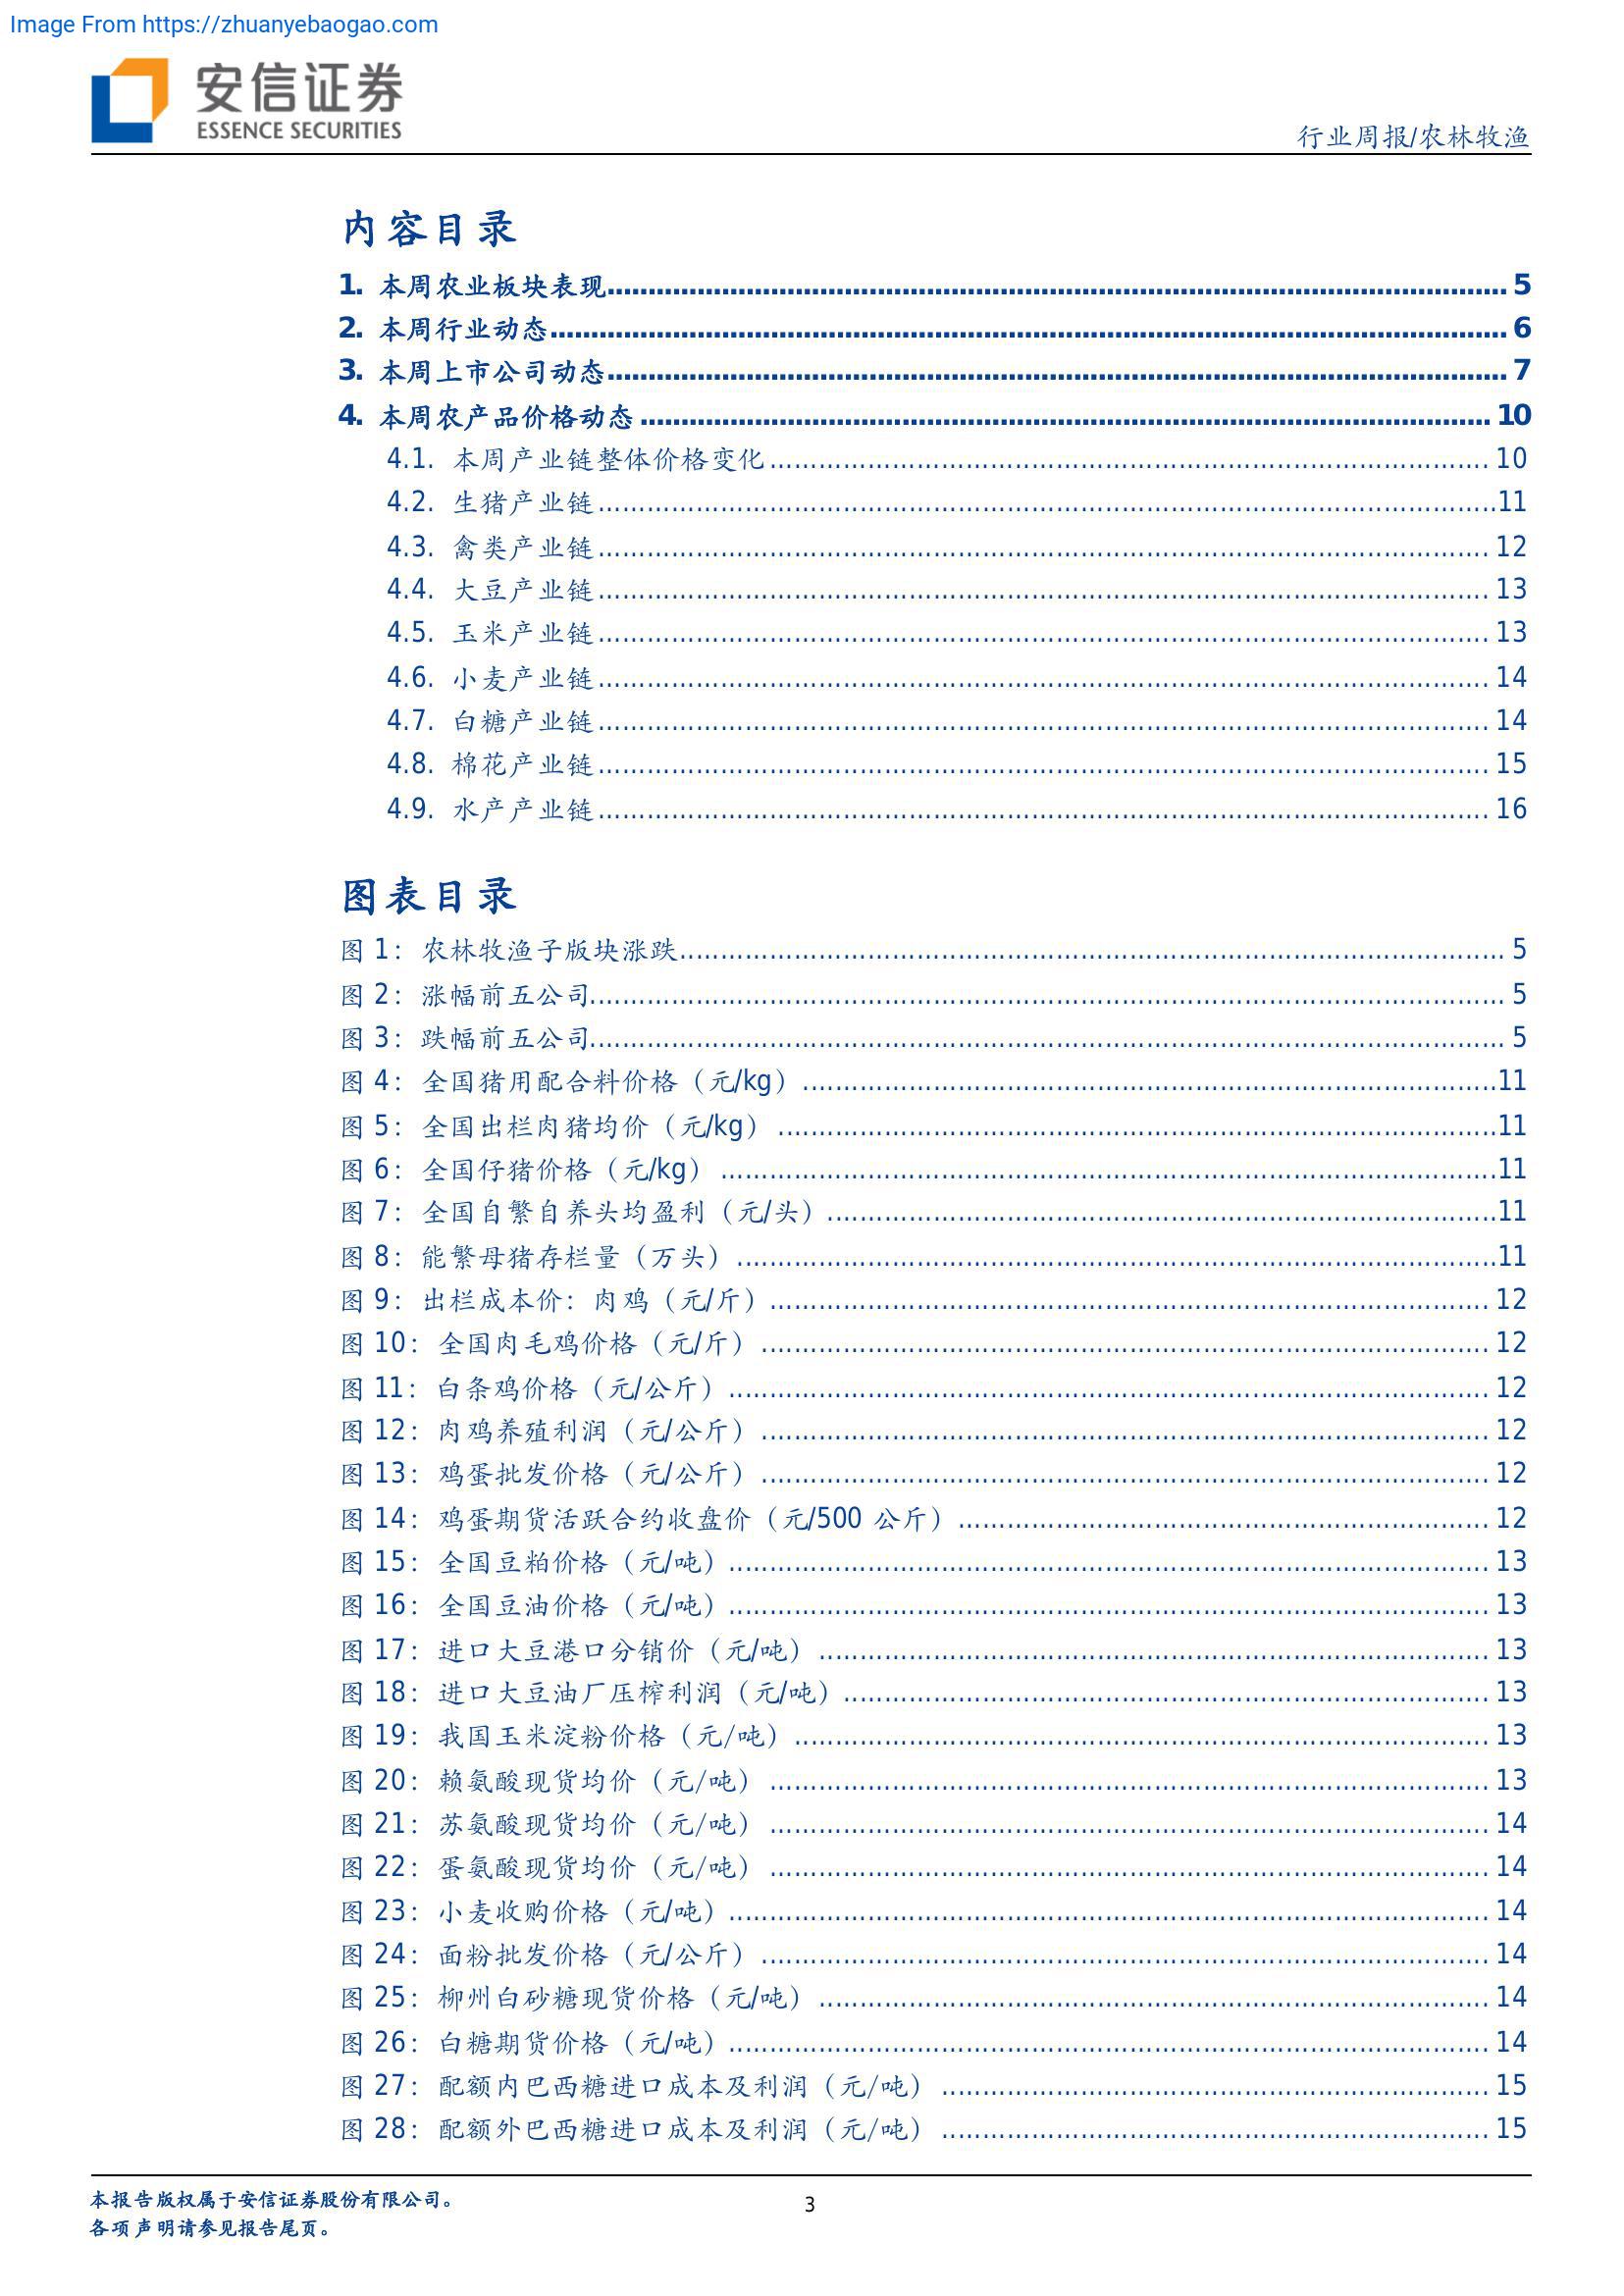 Image From https://zhuanyebaogao.com
安信证券
ESSENCE SECURITIES
行业周报/农林牧渔
内容目录
1. 本周农业板块表现 5
2. 本周行业动态 6
3. 本周上市公司动态 7
4. 本周农产品价格动态 10
4.1. 本周产业链整体价格变化 10
4.2. 生猪产业链 11
4.3. 禽类产业链 12
4.4. 大豆产业链 13
4.5. 玉米产业链 13
4.6. 小麦产业链 14
4.7. 白糖产业链 14
4.8. 棉花产业链 15
4.9. 水产产业链 16
图表目录
图 1：农林牧渔子版块涨跌 5
图 2：涨幅前五公司 5
图 3：跌幅前五公司 5
图 4：全国猪用配合料价格（元/kg） 11
图 5：全国出栏肉猪均价（元/kg） 11
图 6：全国仔猪价格（元/kg） 11
图 7：全国自繁自养头均盈利（元/头） 11
图 8：能繁母猪存栏量（万头） 11
图 9：出栏成本价：肉鸡（元/斤） 12
图 10：全国肉毛鸡价格（元/斤） 12
图 11：白条鸡价格（元/公斤） 12
图 12：肉鸡养殖利润（元/公斤） 12
图 13：鸡蛋批发价格（元/公斤） 12
图 14：鸡蛋期货活跃合约收盘价（元/500 公斤） 12
图 15：全国豆粕价格（元/吨） 13
图 16：全国豆油价格（元/吨） 13
图 17：进口大豆港口分销价（元/吨） 13
图 18：进口大豆油厂压榨利润（元/吨） 13
图 19：我国玉米淀粉价格（元/吨） 13
图 20：赖氨酸现货均价（元/吨） 13
图 21：苏氨酸现货均价（元/吨） 14
图 22：蛋氨酸现货均价（元/吨） 14
图 23：小麦收购价格（元/吨） 14
图 24：面粉批发价格（元/公斤） 14
图 25：柳州白砂糖现货价格（元/吨） 14
图 26：白糖期货价格（元/吨） 14
图 27：配额内巴西糖进口成本及利润（元/吨） 15
图 28：配额外巴西糖进口成本及利润（元/吨） 15
本报告版权属于安信证券股份有限公司。
各项声明请参见报告尾页。
3